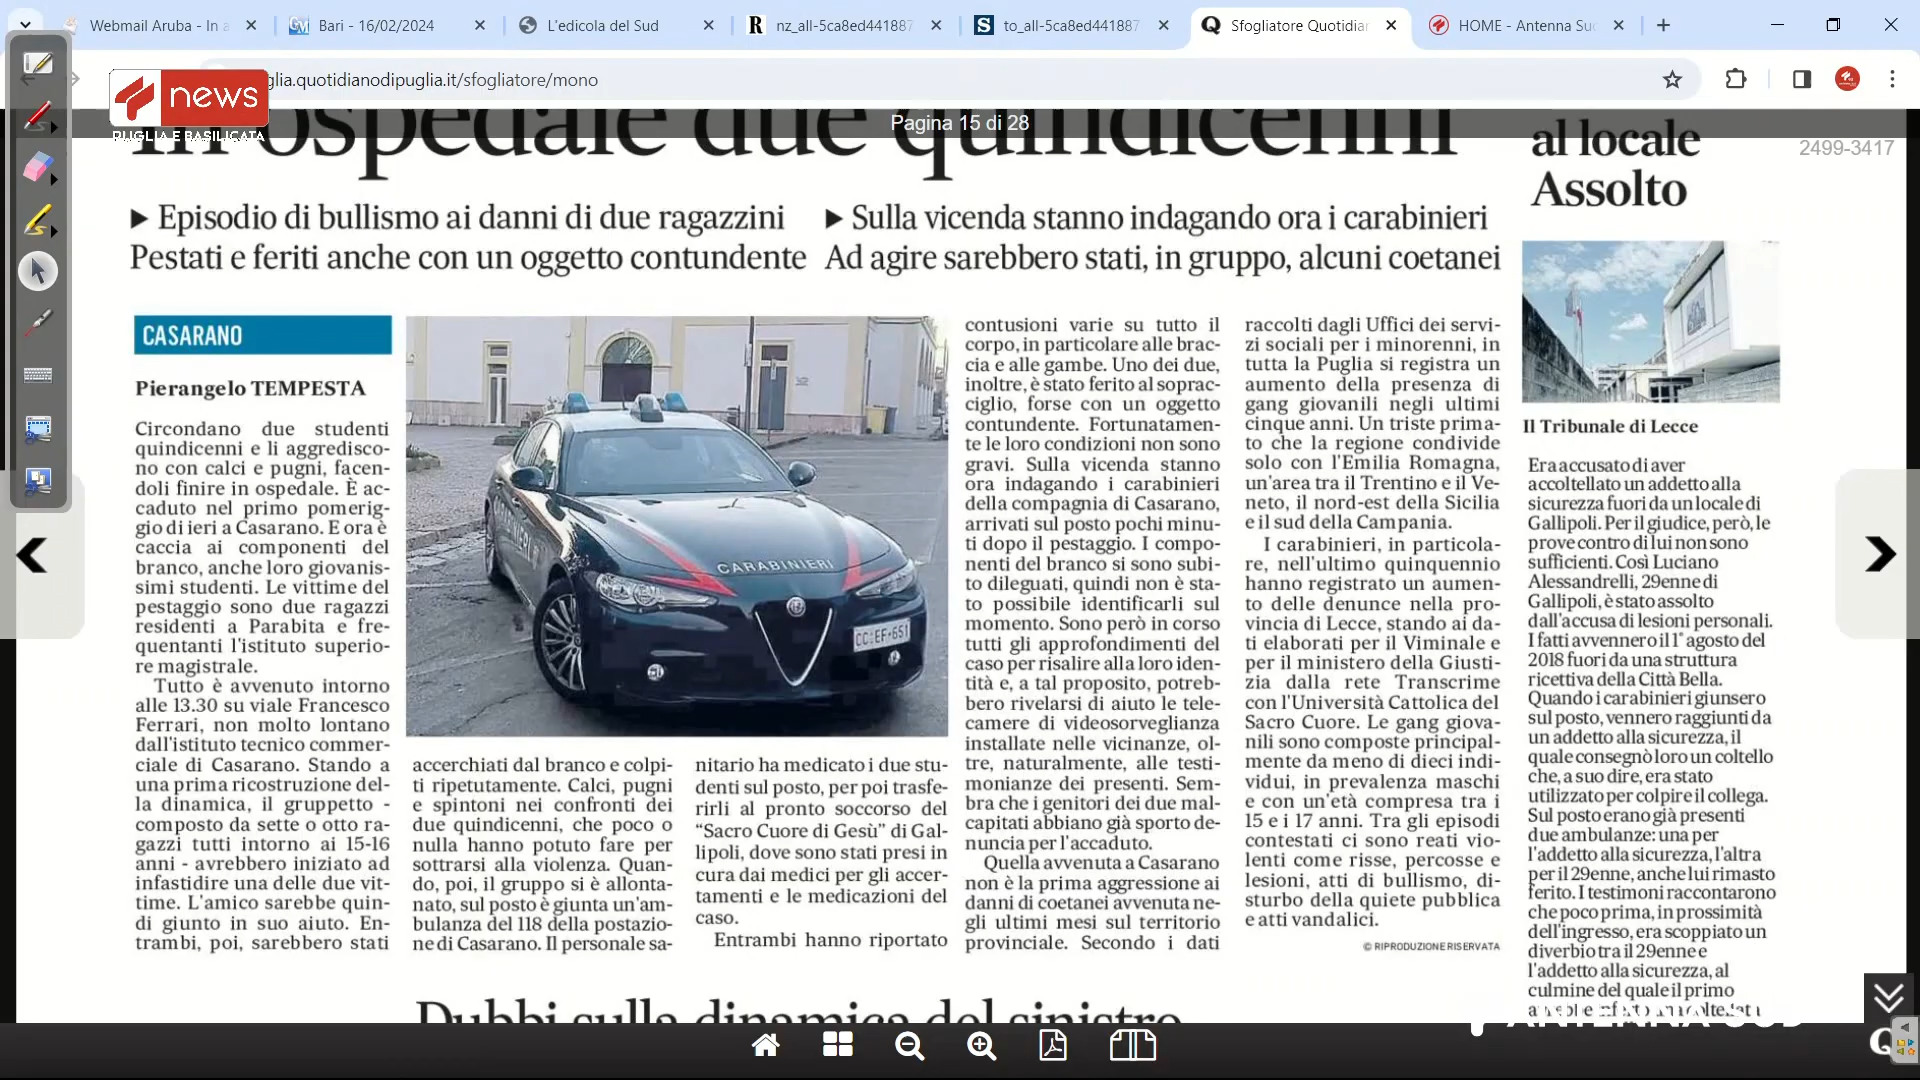 Webmail Aruba - In a
Bari - 16/02/2024
L'edicola del Sud
nz_all-5ca8ed441887
to_all-5ca8ed441887
Sfogliatore Quotidian
HOME - Antenna Sud
glia.quotidianodipuglia.it/sfogliatore/mono
news
PUGLIA E BASILICATA
Pagina 15 di 28
2499-3417
In ospedale due quindicenni
▶ Episodio di bullismo ai danni di due ragazzini
Pestati e feriti anche con un oggetto contundente
▶ Sulla vicenda stanno indagando ora i carabinieri
Ad agire sarebbero stati, in gruppo, alcuni coetanei
CASARANO
Pierangelo TEMPESTA
Circondano due studenti
quindicenni e li aggredisco-
no con calci e pugni, facen-
doli finire in ospedale. È ac-
caduto nel primo pomerig-
gio di ieri a Casarano. E ora è
caccia ai componenti del
branco, anche loro giovanis-
simi studenti. Le vittime del
pestaggio sono due ragazzi
residenti a Parabita e fre-
quentanti l'istituto superio-
re magistrale.
Tutto è avvenuto intorno
alle 13.30 su viale Francesco
Ferrari, non molto lontano
dall'istituto tecnico commer-
ciale di Casarano. Stando a
una prima ricostruzione del-
la dinamica, il gruppetto -
composto da sette o otto ra-
gazzi tutti intorno ai 15-16
anni - avrebbero iniziato ad
infastidire una delle due vit-
time. L'amico sarebbe quin-
di giunto in suo aiuto. En-
trambi, poi, sarebbero stati
CARABINIERI
CC·EF·651
accerchiati dal branco e colpi-
ti ripetutamente. Calci, pugni
e spintoni nei confronti dei
due quindicenni, che poco o
nulla hanno potuto fare per
sottrarsi alla violenza. Quan-
do, poi, il gruppo si è allonta-
nato, sul posto è giunta un'am-
bulanza del 118 della postazio-
ne di Casarano. Il personale sa-
nitario ha medicato i due stu-
denti sul posto, per poi trasfe-
rirli al pronto soccorso del
“Sacro Cuore di Gesù” di Gal-
lipoli, dove sono stati presi in
cura dai medici per gli accer-
tamenti e le medicazioni del
caso.
Entrambi hanno riportato
contusioni varie su tutto il
corpo, in particolare alle brac-
cia e alle gambe. Uno dei due,
inoltre, è stato ferito al soprac-
ciglio, forse con un oggetto
contundente. Fortunatamen-
te le loro condizioni non sono
gravi. Sulla vicenda stanno
ora indagando i carabinieri
della compagnia di Casarano,
arrivati sul posto pochi minu-
ti dopo il pestaggio. I compo-
nenti del branco si sono subi-
to dileguati, quindi non è sta-
to possibile identificarli sul
momento. Sono però in corso
tutti gli approfondimenti del
caso per risalire alla loro iden-
tità e, a tal proposito, potreb-
bero rivelarsi di aiuto le tele-
camere di videosorveglianza
installate nelle vicinanze, ol-
tre, naturalmente, alle testi-
monianze dei presenti. Sem-
bra che i genitori dei due mal-
capitati abbiano già sporto de-
nuncia per l'accaduto.
Quella avvenuta a Casarano
non è la prima aggressione ai
danni di coetanei avvenuta ne-
gli ultimi mesi sul territorio
provinciale. Secondo i dati
raccolti dagli Uffici dei servi-
zi sociali per i minorenni, in
tutta la Puglia si registra un
aumento della presenza di
gang giovanili negli ultimi
cinque anni. Un triste prima-
to che la regione condivide
solo con l'Emilia Romagna,
un'area tra il Trentino e il Ve-
neto, il nord-est della Sicilia
e il sud della Campania.
I carabinieri, in particola-
re, nell'ultimo quinquennio
hanno registrato un aumen-
to delle denunce nella pro-
vincia di Lecce, stando ai da-
ti elaborati per il Viminale e
per il ministero della Giusti-
zia dalla rete Transcrime
con l'Università Cattolica del
Sacro Cuore. Le gang giova-
nili sono composte principal-
mente da meno di dieci indi-
vidui, in prevalenza maschi
e con un'età compresa tra i
15 e i 17 anni. Tra gli episodi
contestati ci sono reati vio-
lenti come risse, percosse e
lesioni, atti di bullismo, di-
sturbo della quiete pubblica
e atti vandalici.
© RIPRODUZIONE RISERVATA
al locale
Assolto
Il Tribunale di Lecce
Era accusato di aver
accoltellato un addetto alla
sicurezza fuori da un locale di
Gallipoli. Per il giudice, però, le
prove contro di lui non sono
sufficienti. Così Luciano
Alessandrelli, 29enne di
Gallipoli, è stato assolto
dall'accusa di lesioni personali.
I fatti avvennero il 1° agosto del
2018 fuori da una struttura
ricettiva della Città Bella.
Quando i carabinieri giunsero
sul posto, vennero raggiunti da
un addetto alla sicurezza, il
quale consegnò loro un coltello
che, a suo dire, era stato
utilizzato per colpire il collega.
Sul posto erano già presenti
due ambulanze: una per
l'addetto alla sicurezza, l'altra
per il 29enne, anche lui rimasto
ferito. I testimoni raccontarono
che poco prima, in prossimità
dell'ingresso, era scoppiato un
diverbio tra il 29enne e
l'addetto alla sicurezza, al
culmine del quale il primo
ANTENNA SUD
Dubbi sulla dinamica del sinistro